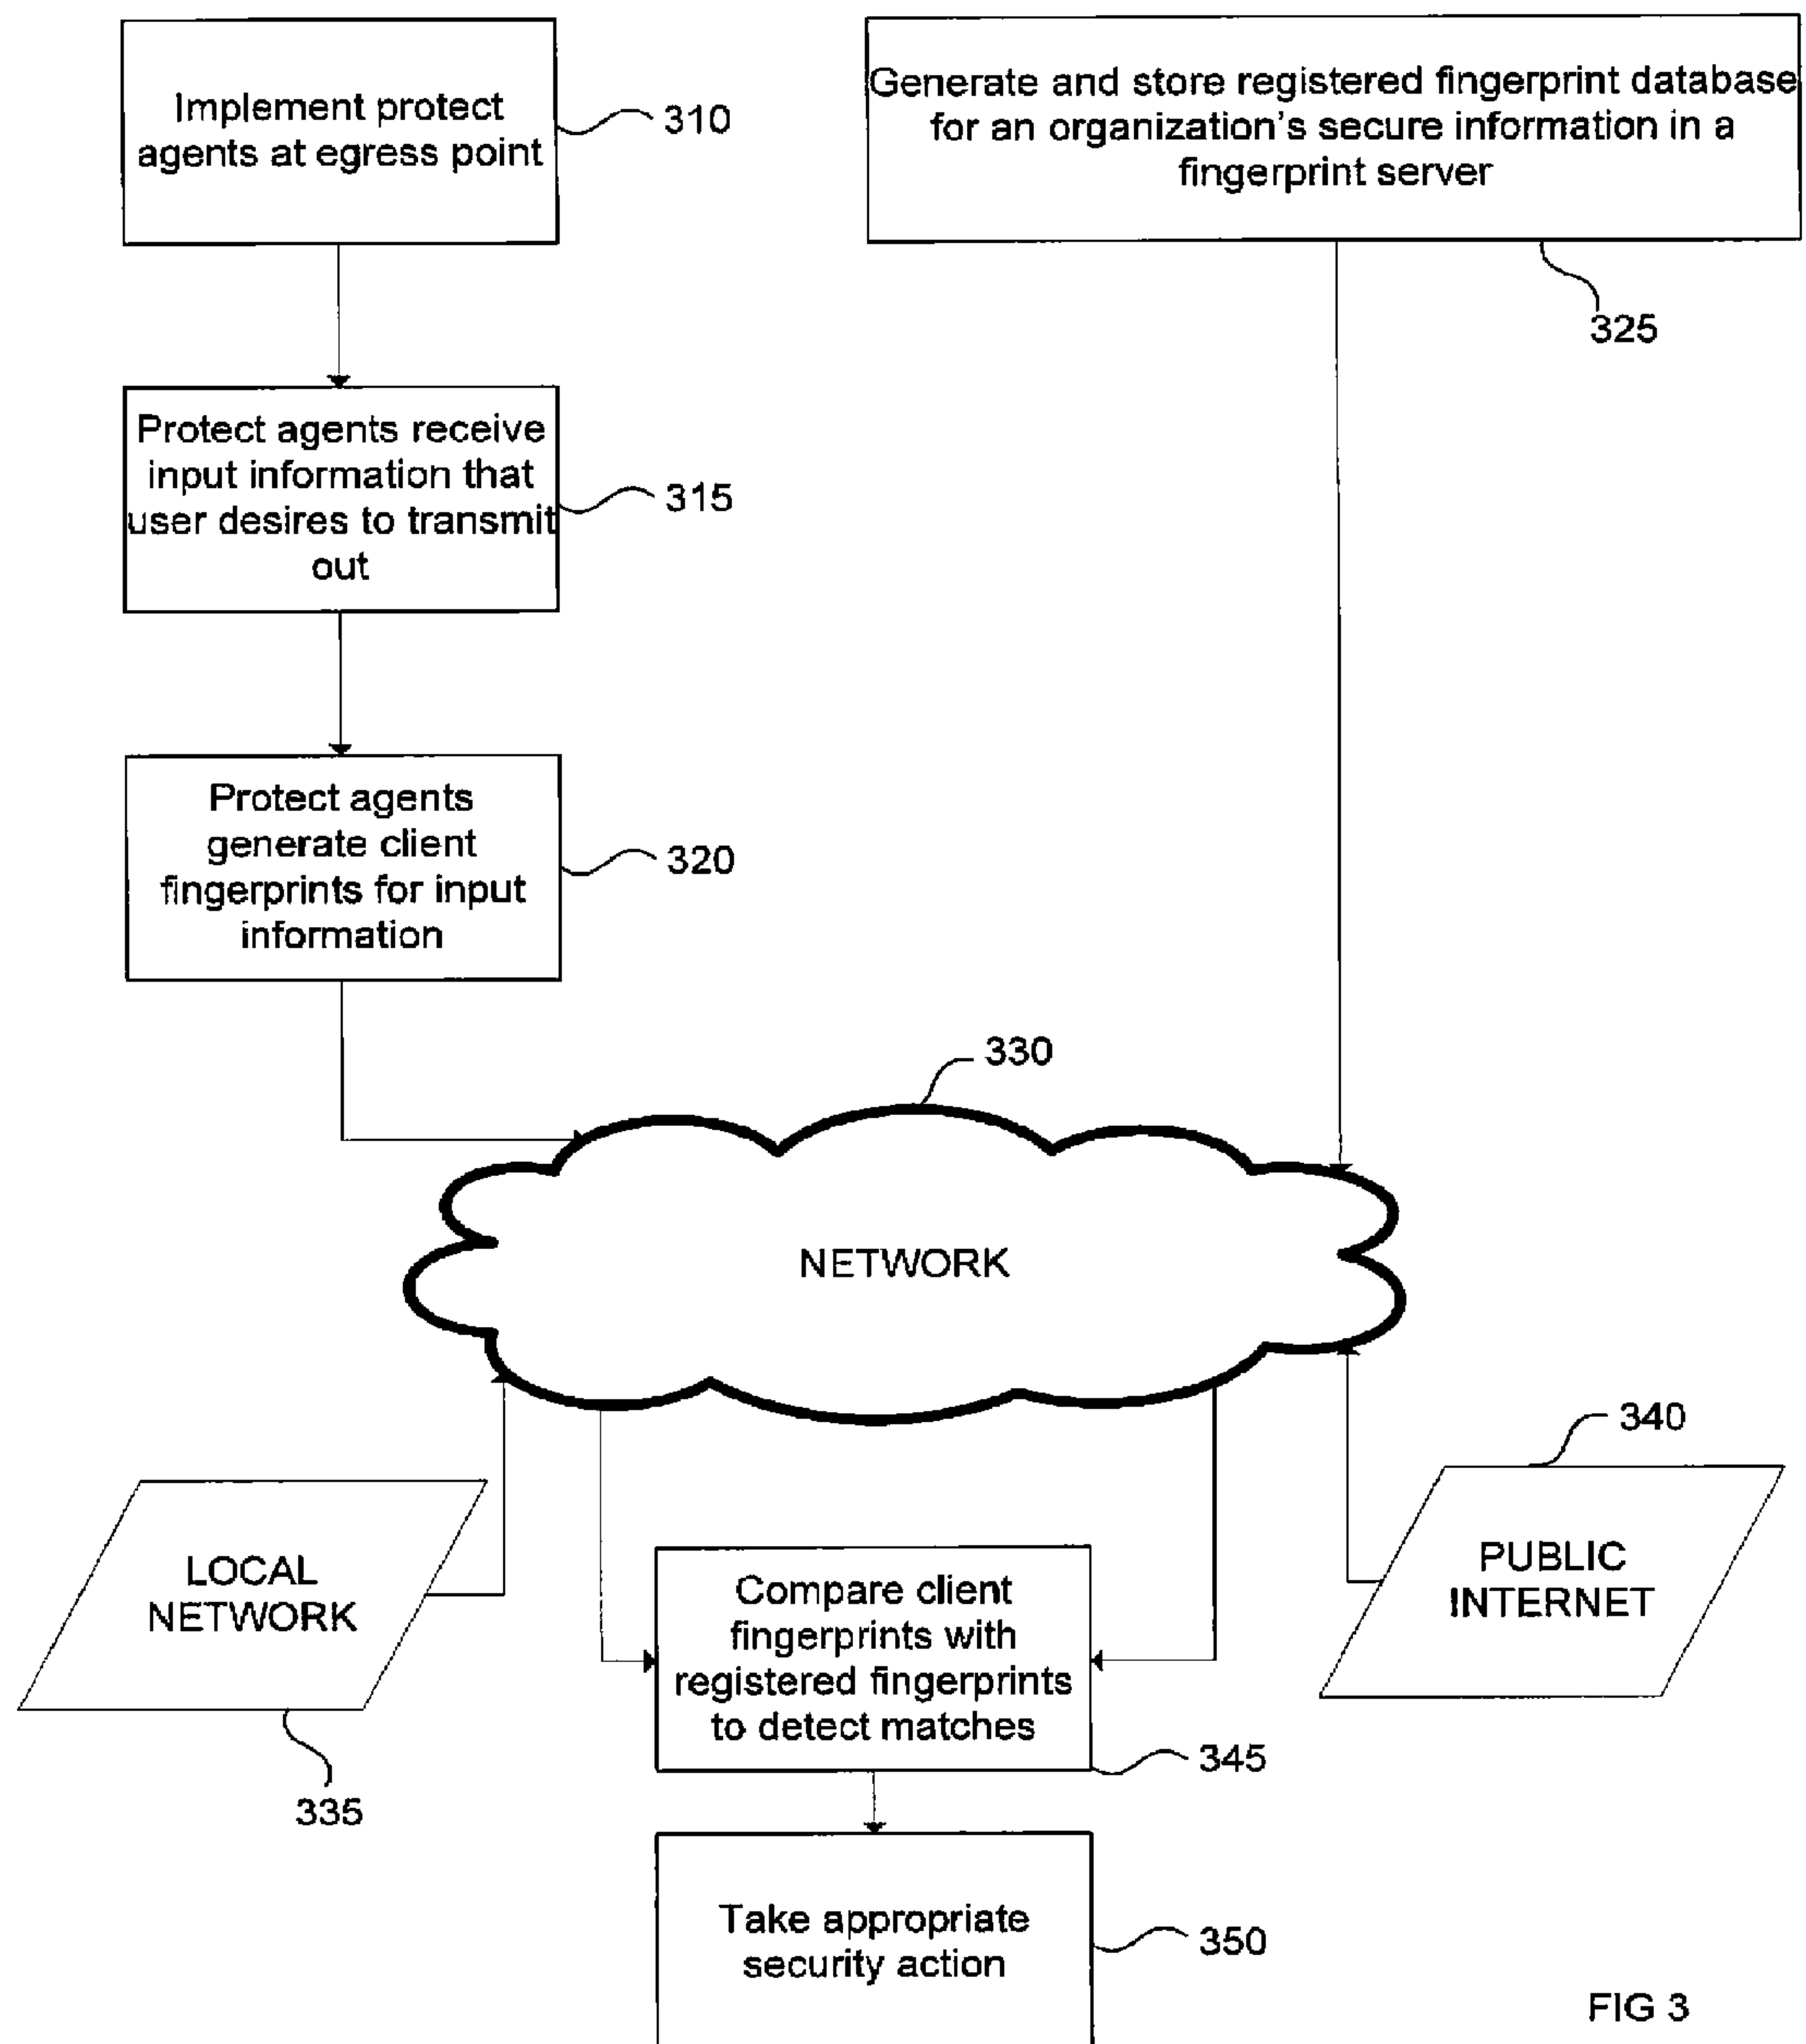 Implement protect
agents at egress point
310
Generate and store registered fingerprint database
for an organization's secure information in a
fingerprint server
325
Protect agents receive
input information that
user desires to transmit
out
315
Protect agents
generate client
fingerprints for input
information
320
330
NETWORK
340
LOCAL
NETWORK
335
PUBLIC
INTERNET
Compare client
fingerprints with
registered fingerprints
to detect matches
345
Take appropriate
security action
350
FIG 3